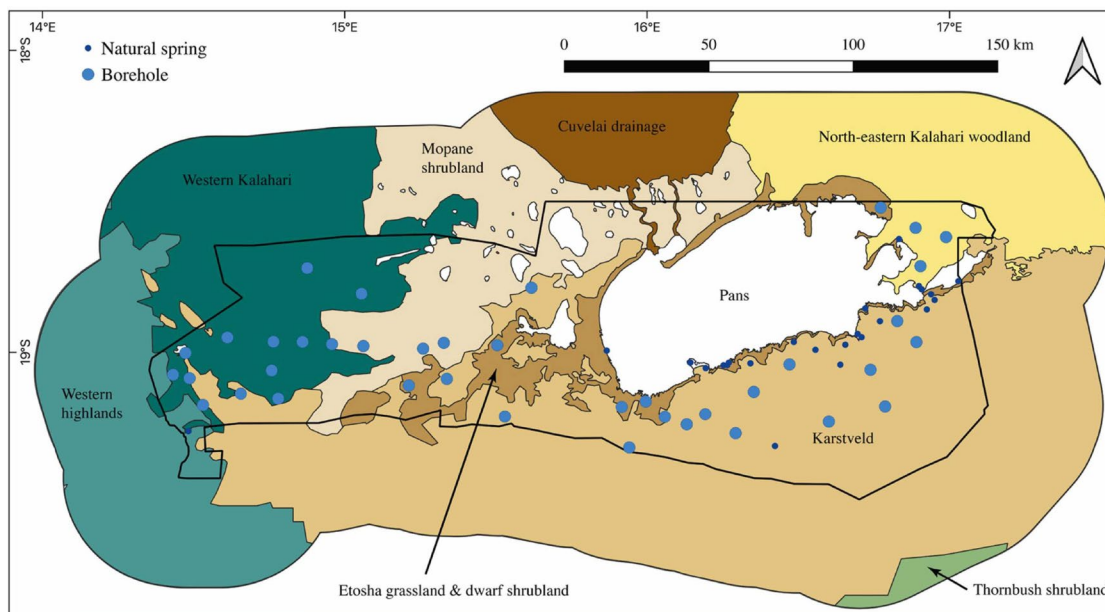 14°E
15°E
16°E
17°E
18°S
Natural spring
Borehole
0
50
100
150 km
Cuvelai drainage
North-eastern Kalahari woodland
Mopane
shrubland
Western Kalahari
Pans
19°S
Western
highlands
Karstveld
Etosha grassland & dwarf shrubland
Thornbush shrubland